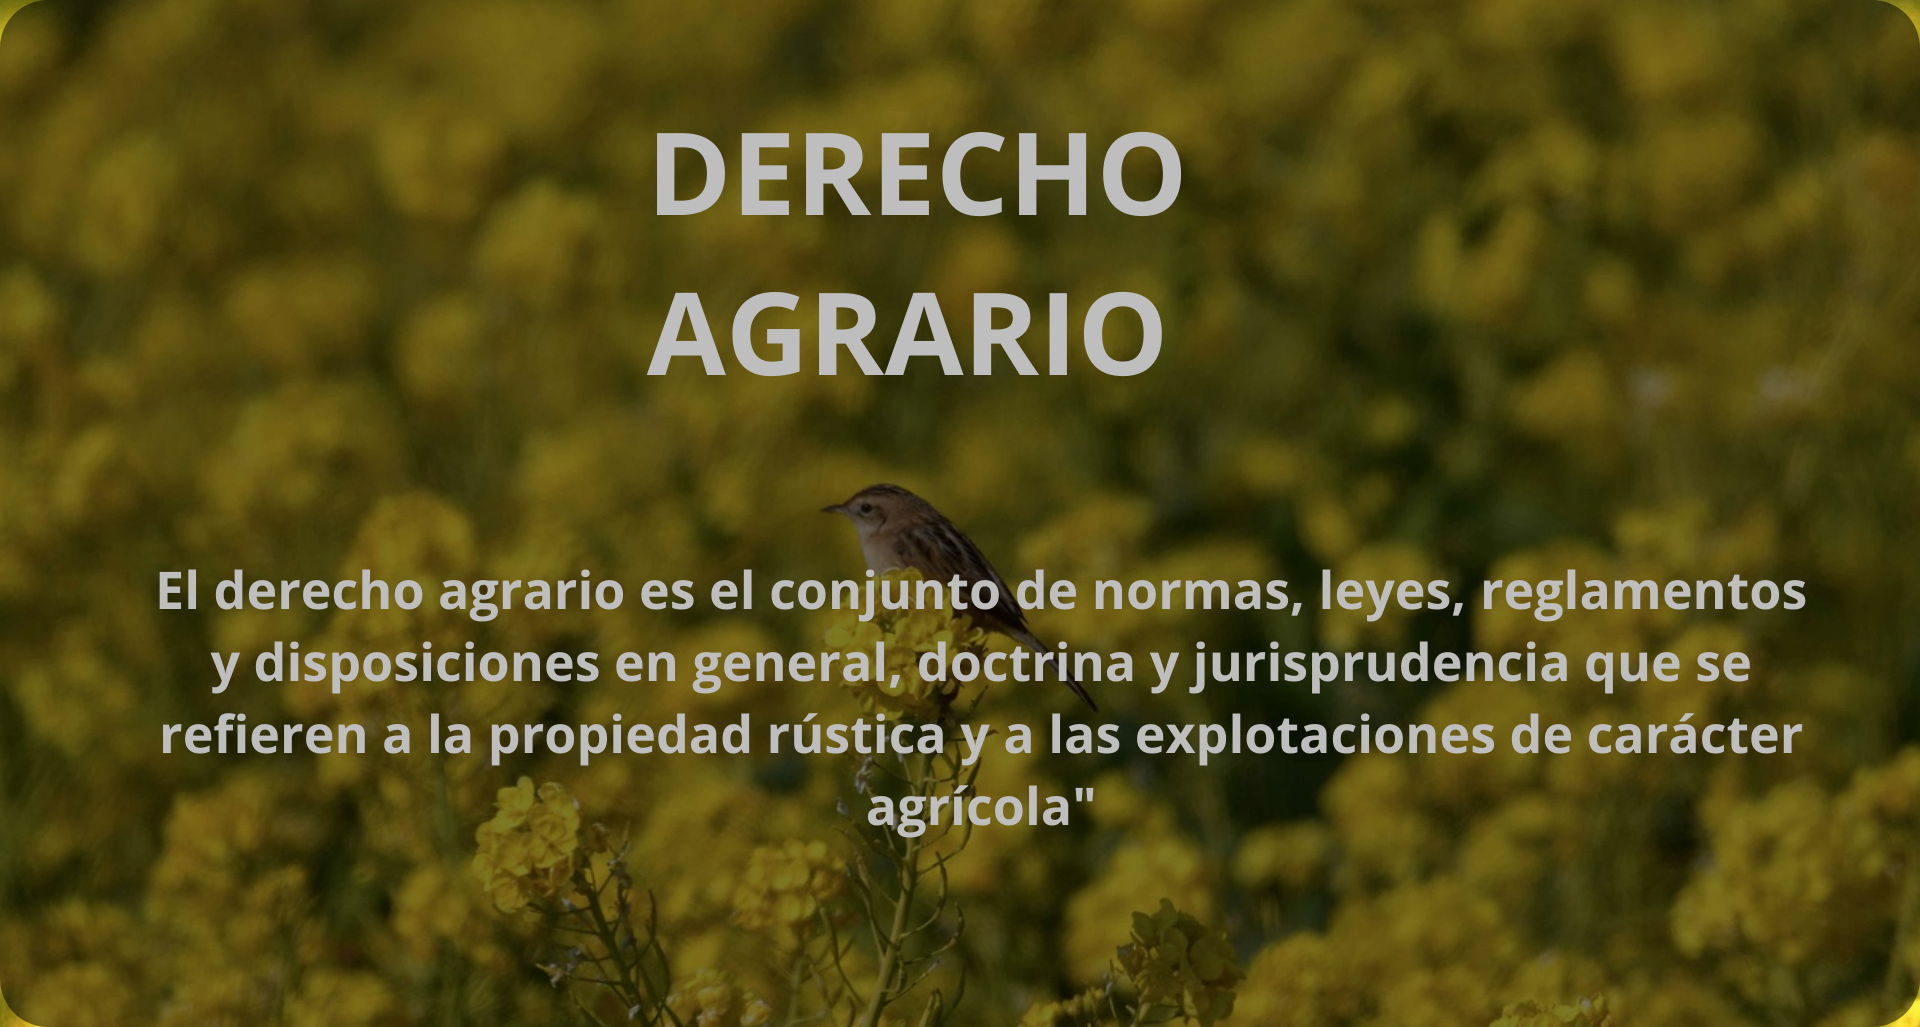 DERECHO
AGRARIO
El derecho agrario es el conjunto de normas, leyes, reglamentos
y disposiciones en general, doctrina y jurisprudencia que se
refieren a la propiedad rústica y a las explotaciones de carácter
agrícola"